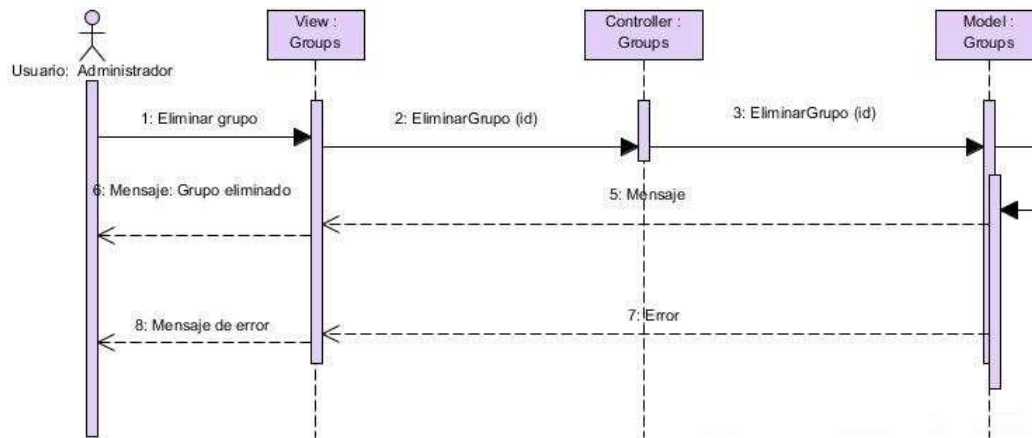 View :
Groups
Controller :
Groups
Model :
Groups
Usuario: Administrador
1: Eliminar grupo
2: EliminarGrupo (id)
3: EliminarGrupo (id)
6: Mensaje: Grupo eliminado
5: Mensaje
8: Mensaje de error
7: Error